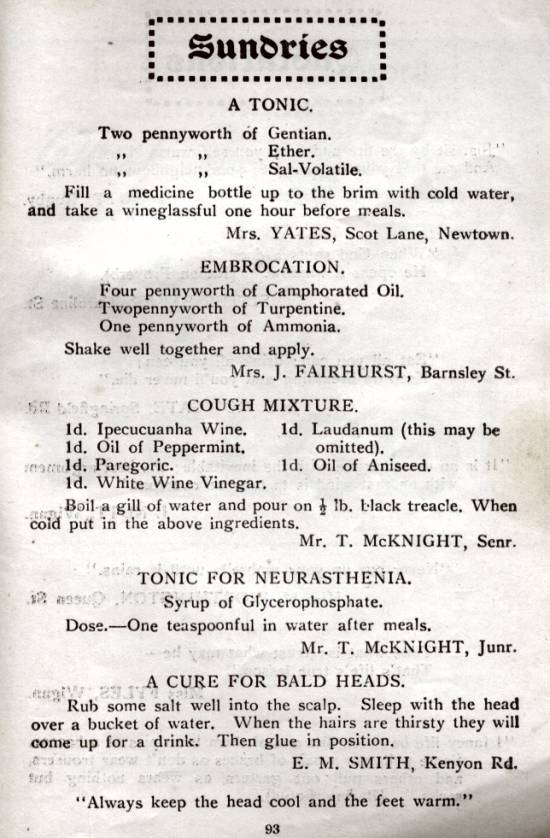 Sundries
A TONIC.
Two pennyworth of Gentian.
,, ,, Ether.
,, ,, Sal-Volatile.
Fill a medicine bottle up to the brim with cold water,
and take a wineglassful one hour before meals.
Mrs. YATES, Scot Lane, Newtown.
EMBROCATION.
Four pennyworth of Camphorated Oil.
Twopennyworth of Turpentine.
One pennyworth of Ammonia.
Shake well together and apply.
Mrs. J. FAIRHURST, Barnsley St.
COUGH MIXTURE.
1d. Ipecucuanha Wine. 1d. Laudanum (this may be
1d. Oil of Peppermint. omitted).
1d. Paregoric. 1d. Oil of Aniseed.
1d. White Wine Vinegar.
Boil a gill of water and pour on ½ lb. black treacle. When
cold put in the above ingredients.
Mr. T. McKNIGHT, Senr.
TONIC FOR NEURASTHENIA.
Syrup of Glycerophosphate.
Dose.—One teaspoonful in water after meals.
Mr. T. McKNIGHT, Junr.
A CURE FOR BALD HEADS.
Rub some salt well into the scalp. Sleep with the head
over a bucket of water. When the hairs are thirsty they will
come up for a drink. Then glue in position.
E. M. SMITH, Kenyon Rd.
"Always keep the head cool and the feet warm."
93